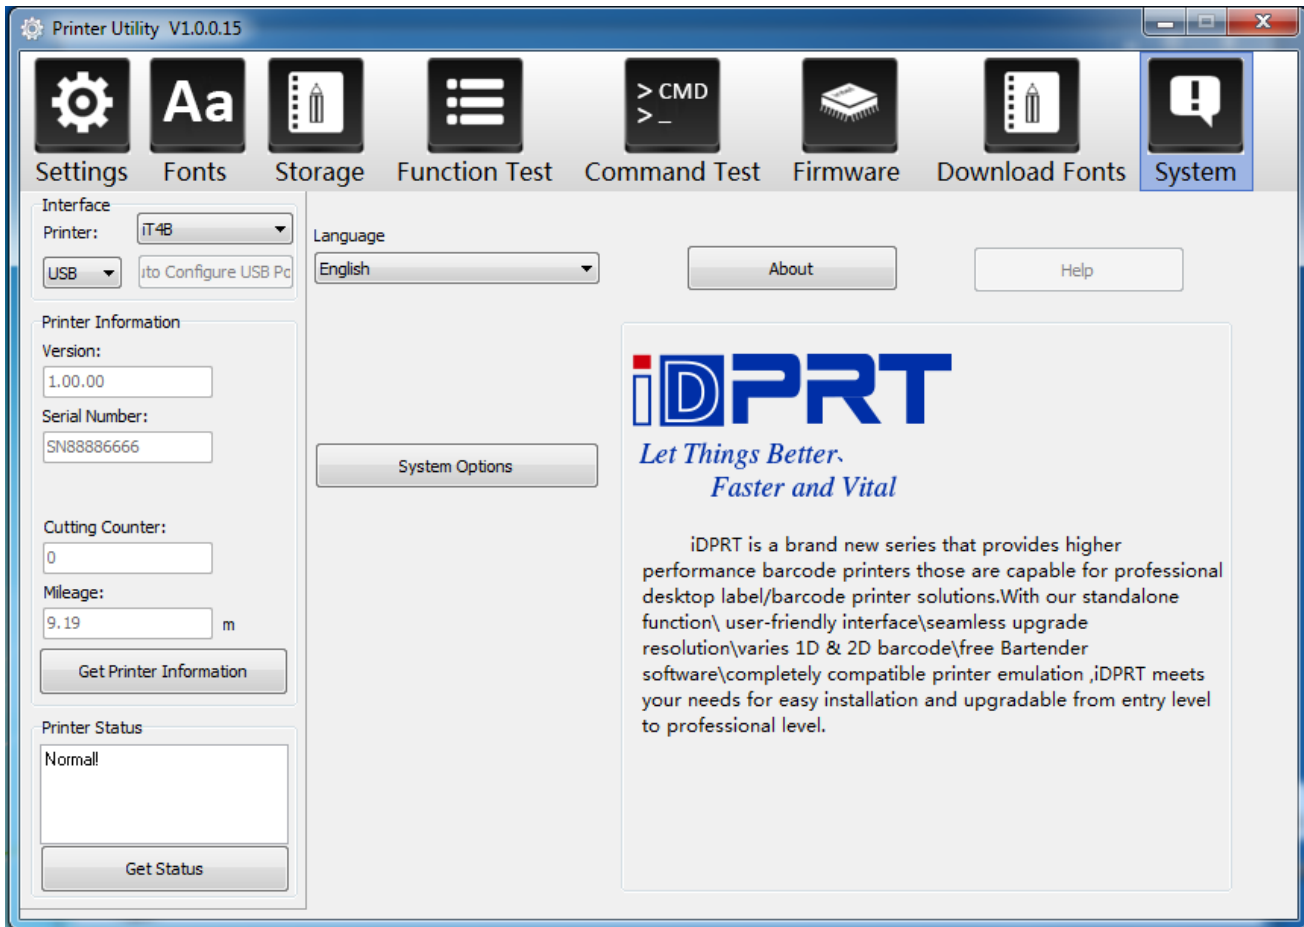 Printer Utility V1.0.0.15
Aa
> CMD
> _
Settings Fonts Storage Function Test Command Test Firmware Download Fonts System
Interface
Printer: iT4B
USB uto Configure USB Po
Printer Information
Version:
1.00.00
Serial Number:
SN88886666
Cutting Counter:
0
Mileage:
9.19 m
Get Printer Information
Printer Status
Normal!
Get Status
Language
English
About
Help
System Options
iDPRT
Let Things Better、
Faster and Vital
iDPRT is a brand new series that provides higher
performance barcode printers those are capable for professional
desktop label/barcode printer solutions.With our standalone
function\ user-friendly interface\seamless upgrade
resolution\varies 1D & 2D barcode\free Bartender
software\completely compatible printer emulation ,iDPRT meets
your needs for easy installation and upgradable from entry level
to professional level.